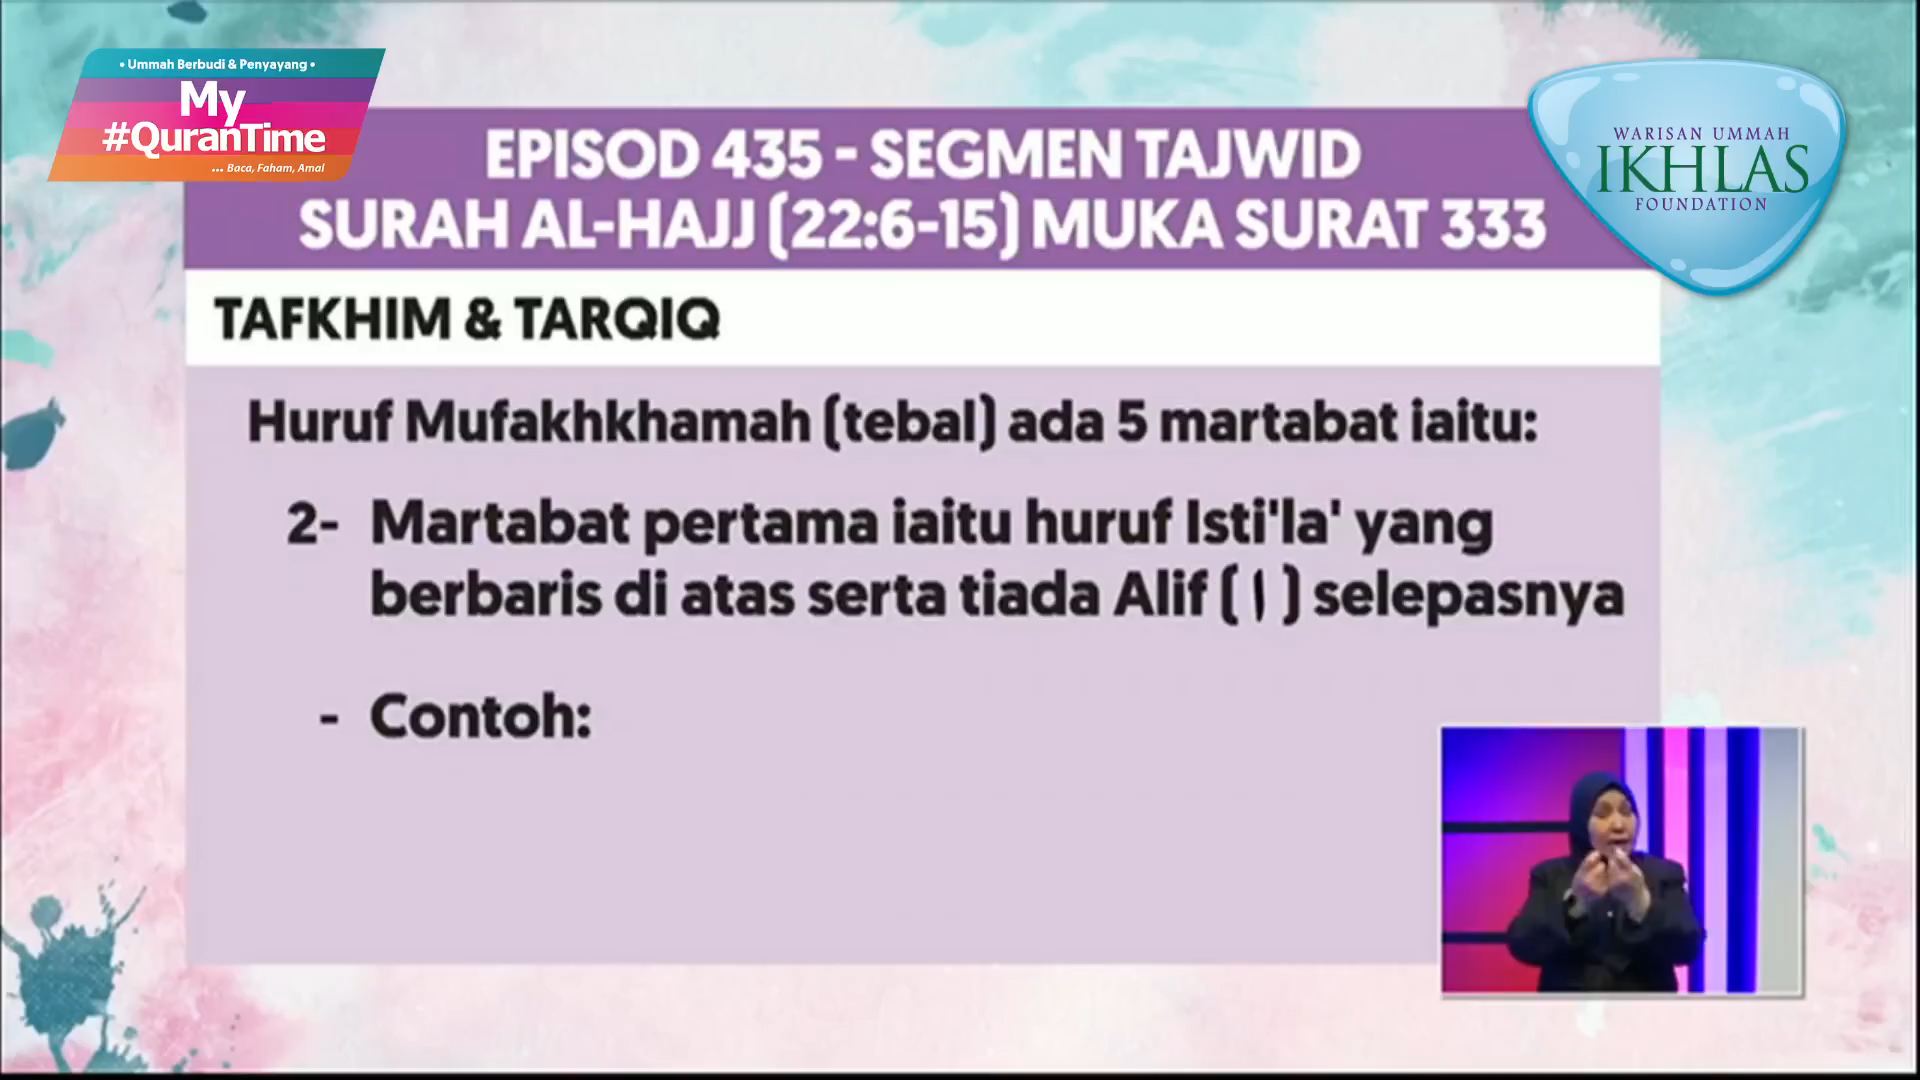 • Ummah Berbudi & Penyayang •
My
#QuranTime
... Baca, Faham, Amal
EPISOD 435 - SEGMEN TAJWID
SURAH AL-HAJJ (22:6-15) MUKA SURAT 333
WARISAN UMMAH
IKHLAS
FOUNDATION
TAFKHIM & TARQIQ
Huruf Mufakhkhamah (tebal) ada 5 martabat iaitu:
2- Martabat pertama iaitu huruf Isti'la' yang
berbaris di atas serta tiada Alif ( ا ) selepasnya
- Contoh: